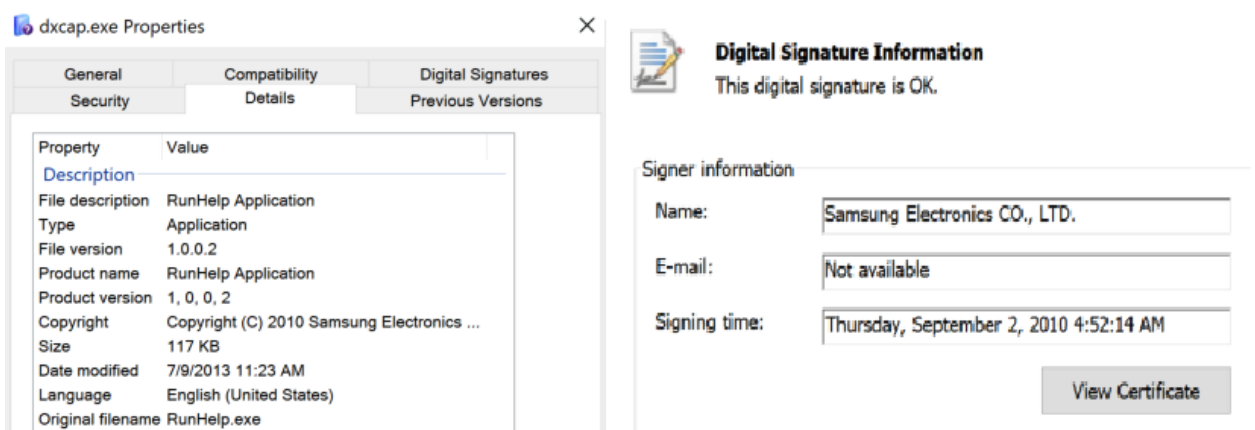 dxcap.exe Properties
General Compatibility Digital Signatures
Security Details Previous Versions
Property Value
Description
File description RunHelp Application
Type Application
File version 1.0.0.2
Product name RunHelp Application
Product version 1, 0, 0, 2
Copyright Copyright (C) 2010 Samsung Electronics ...
Size 117 KB
Date modified 7/9/2013 11:23 AM
Language English (United States)
Original filename RunHelp.exe
Digital Signature Information
This digital signature is OK.
Signer information
Name: Samsung Electronics CO., LTD.
E-mail: Not available
Signing time: Thursday, September 2, 2010 4:52:14 AM
View Certificate